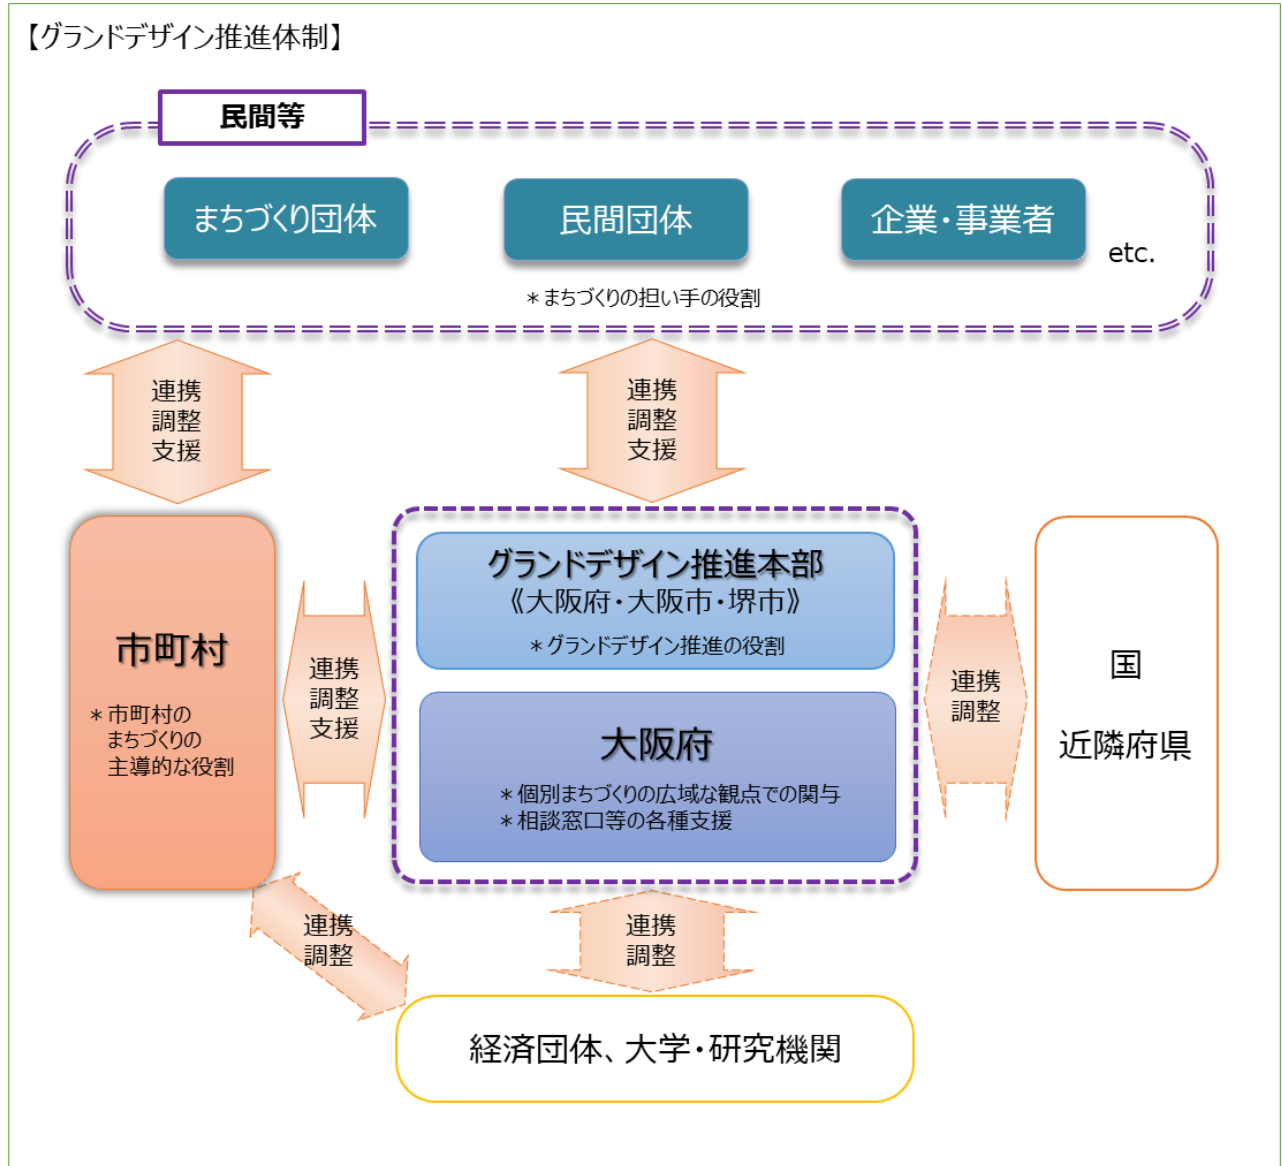 【グランドデザイン推進体制】
民間等
まちづくり団体
民間団体
企業・事業者
etc.
＊まちづくりの担い手の役割
連携
調整
支援
連携
調整
支援
市町村
＊市町村の
まちづくりの
主導的な役割
連携
調整
支援
グランドデザイン推進本部
《大阪府・大阪市・堺市》
＊グランドデザイン推進の役割
大阪府
＊個別まちづくりの広域な観点での関与
＊相談窓口等の各種支援
連携
調整
国
近隣府県
連携
調整
連携
調整
経済団体、大学・研究機関